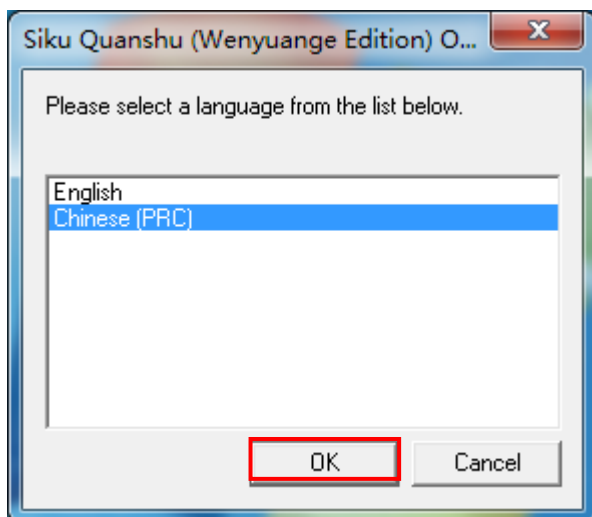 Siku Quanshu (Wenyuange Edition) O...
Please select a language from the list below.
English
Chinese (PRC)
OK Cancel